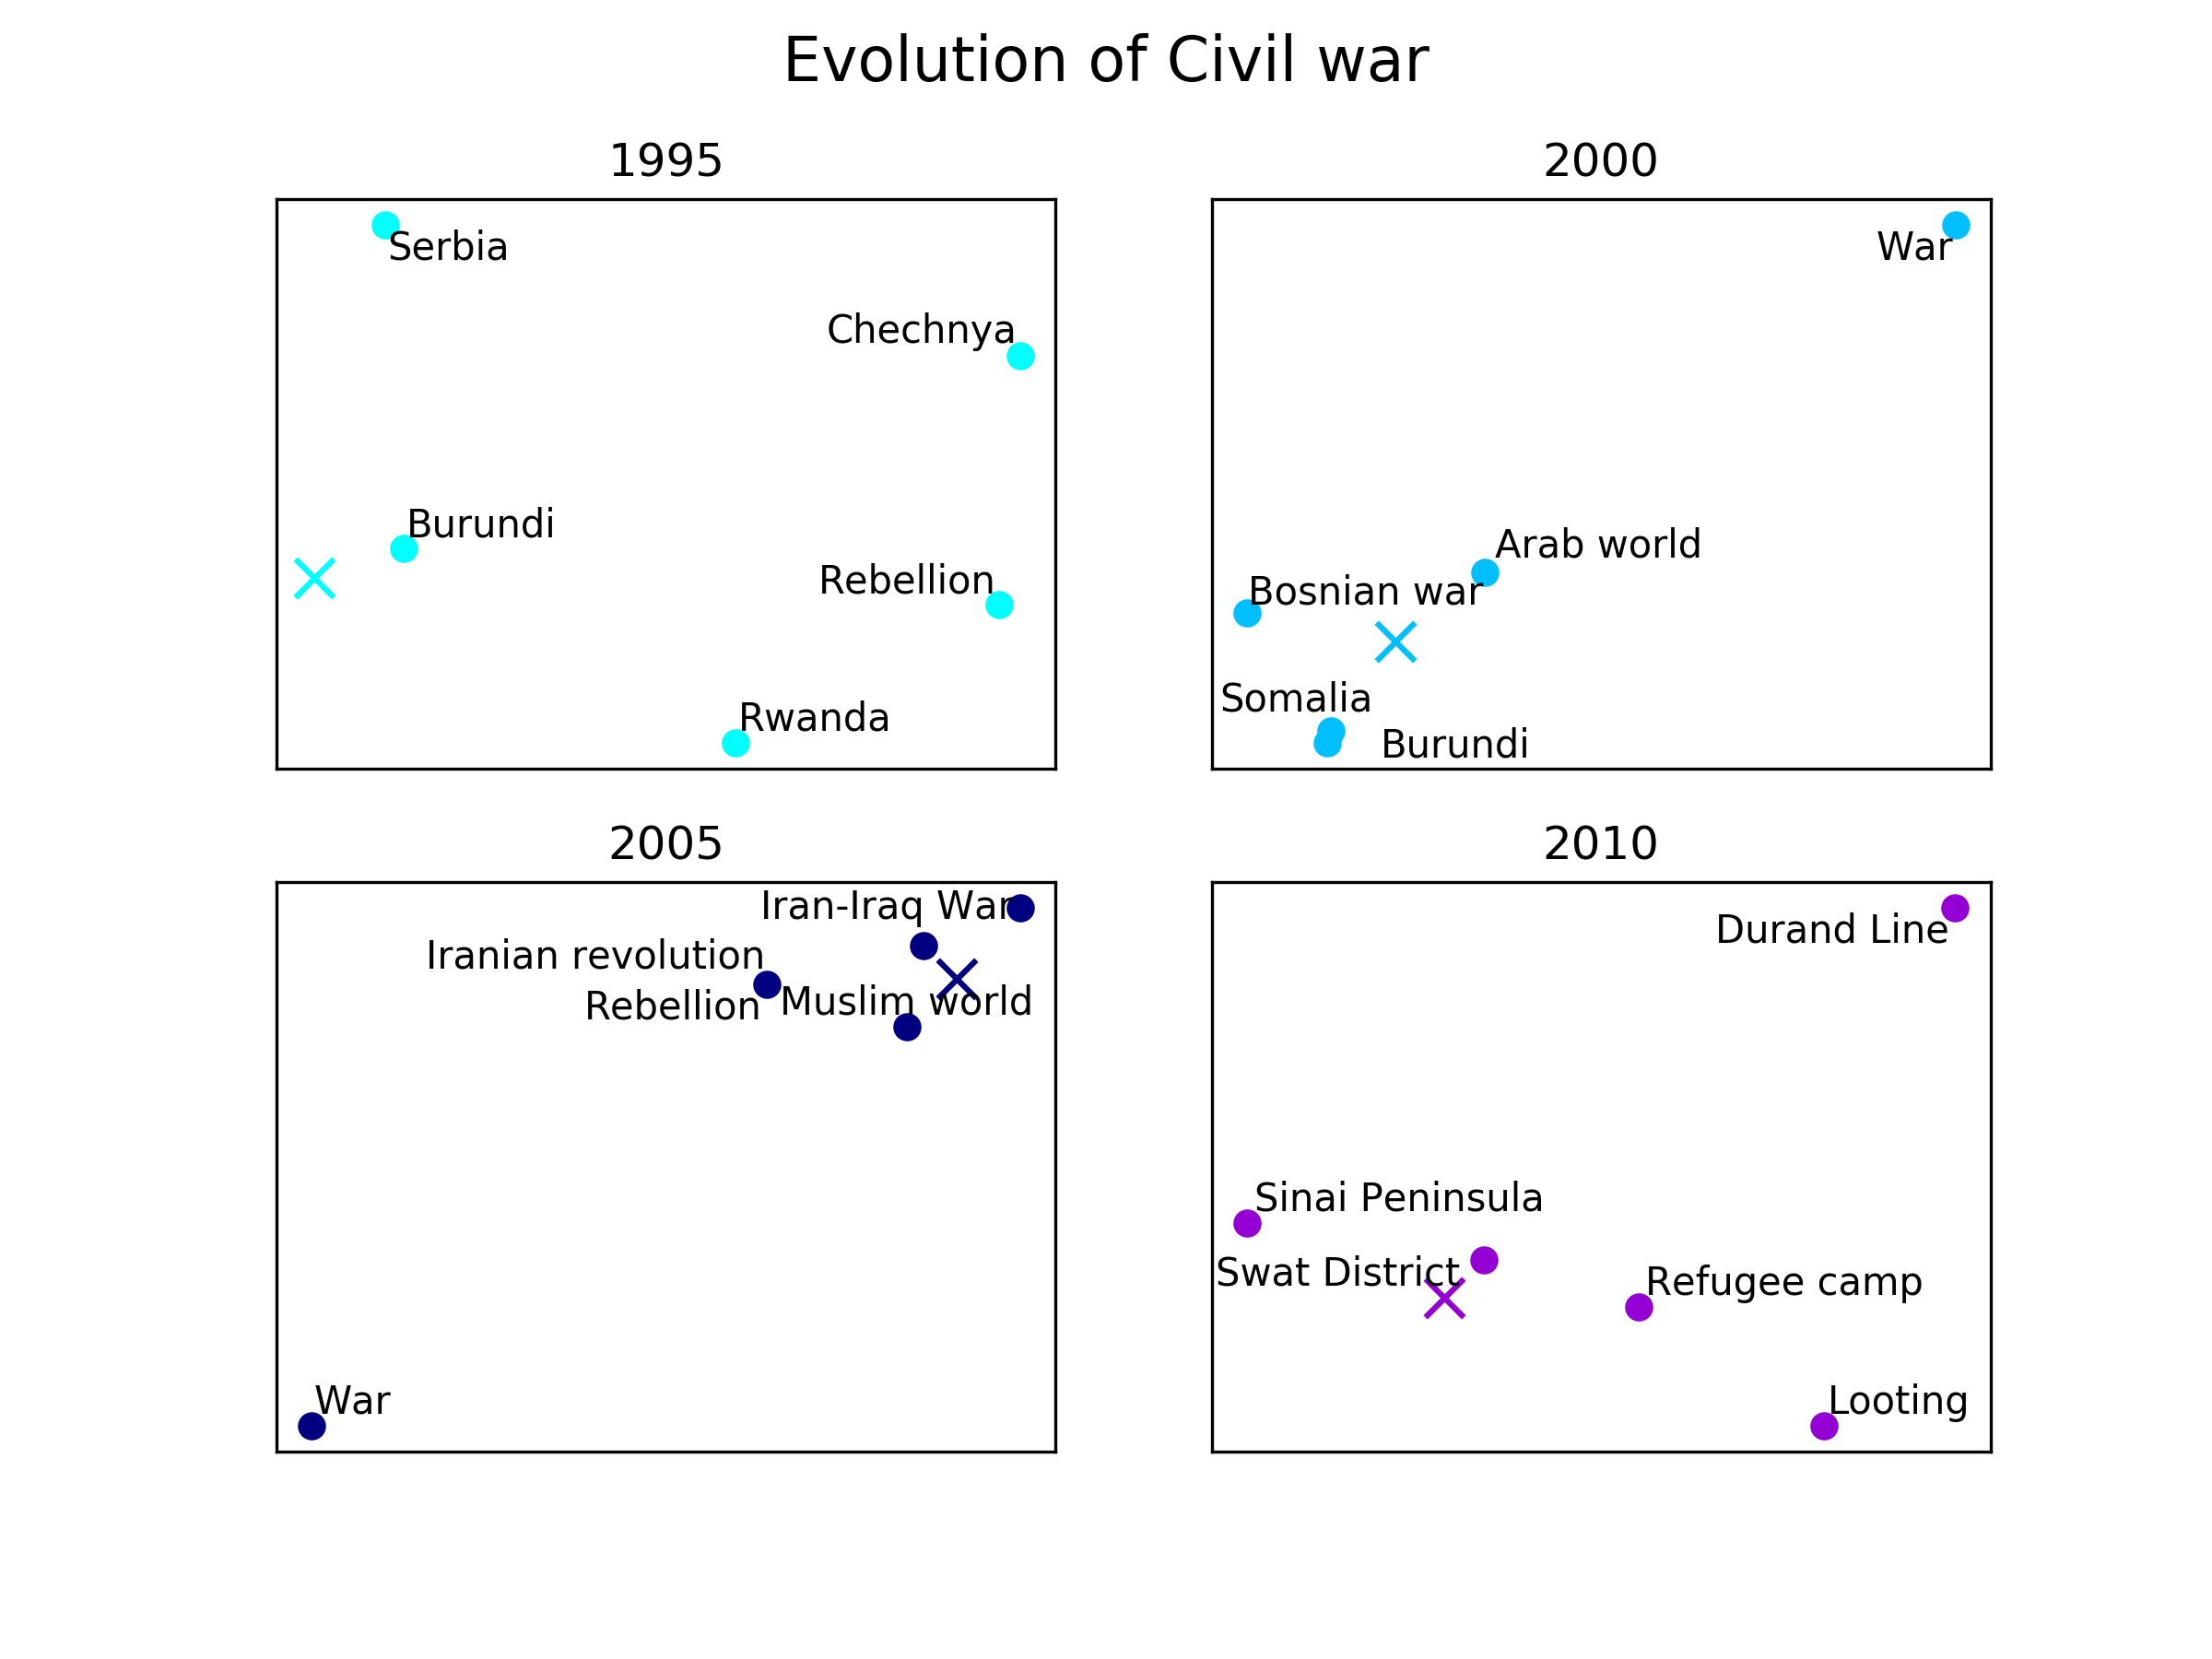 Evolution of Civil war
1995
Serbia
Chechnya
Burundi
Rebellion
Rwanda
2000
War
Arab world
Bosnian war
Somalia
Burundi
2005
Iran-Iraq War
Iranian revolution
Rebellion
Muslim world
War
2010
Durand Line
Sinai Peninsula
Swat District
Refugee camp
Looting